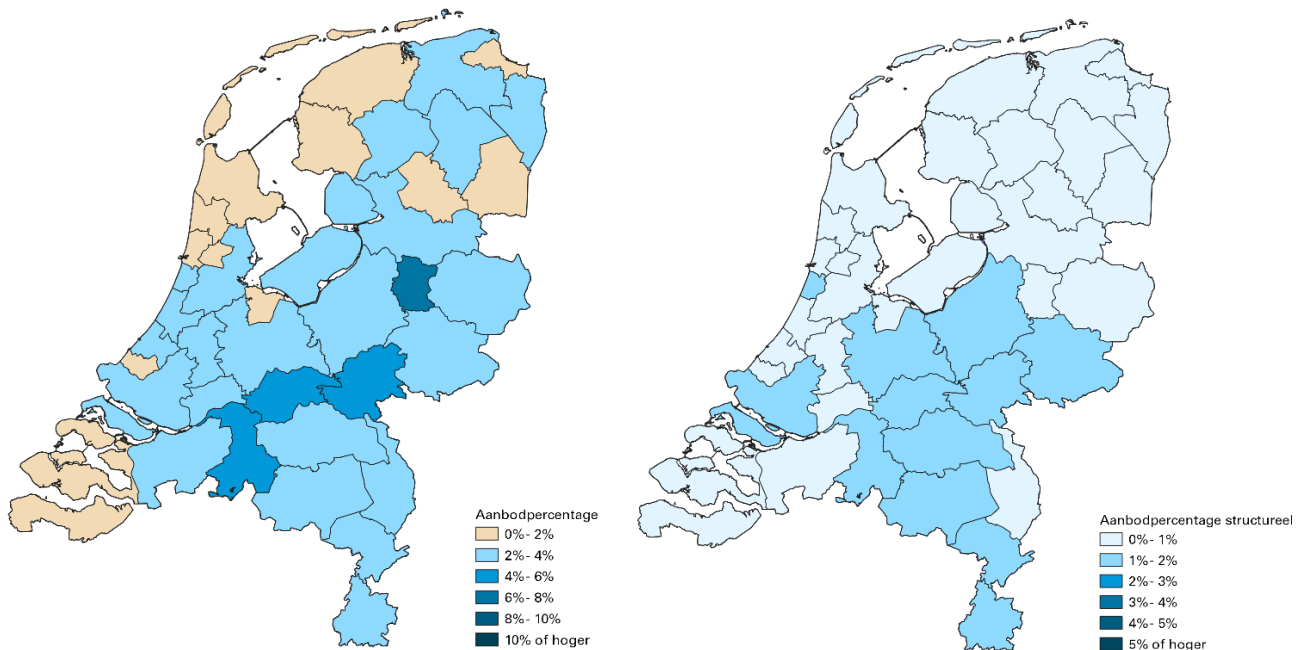 Aanbodpercentage
0%- 2%
2%- 4%
4%- 6%
6%- 8%
8%- 10%
10% of hoger
Aanbodpercentage structureel
0%- 1%
1%- 2%
2%- 3%
3%- 4%
4%- 5%
5% of hoger